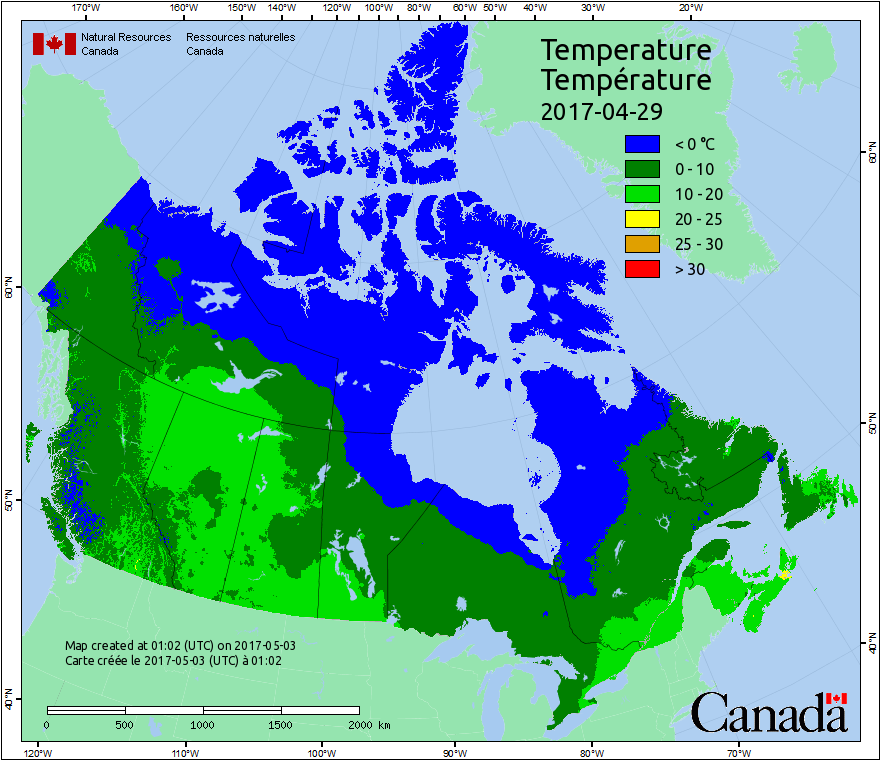 170°W 160°W 150°W 140°W 130°W 120°W 110°W 100°W 90°W 80°W 60°W 50°W 40°W 30°W 20°W
Natural Resources Canada
Ressources naturelles Canada
Temperature
Température
2017-04-29
< 0 °C
0 - 10
10 - 20
20 - 25
25 - 30
> 30
60°N
50°N
40°N
60°N
50°N
40°N
Map created at 01:02 (UTC) on 2017-05-03
Carte créée le 2017-05-03 (UTC) à 01:02
0 500 1000 1500 2000 km
Canada
120°W 110°W 100°W 90°W 80°W 70°W